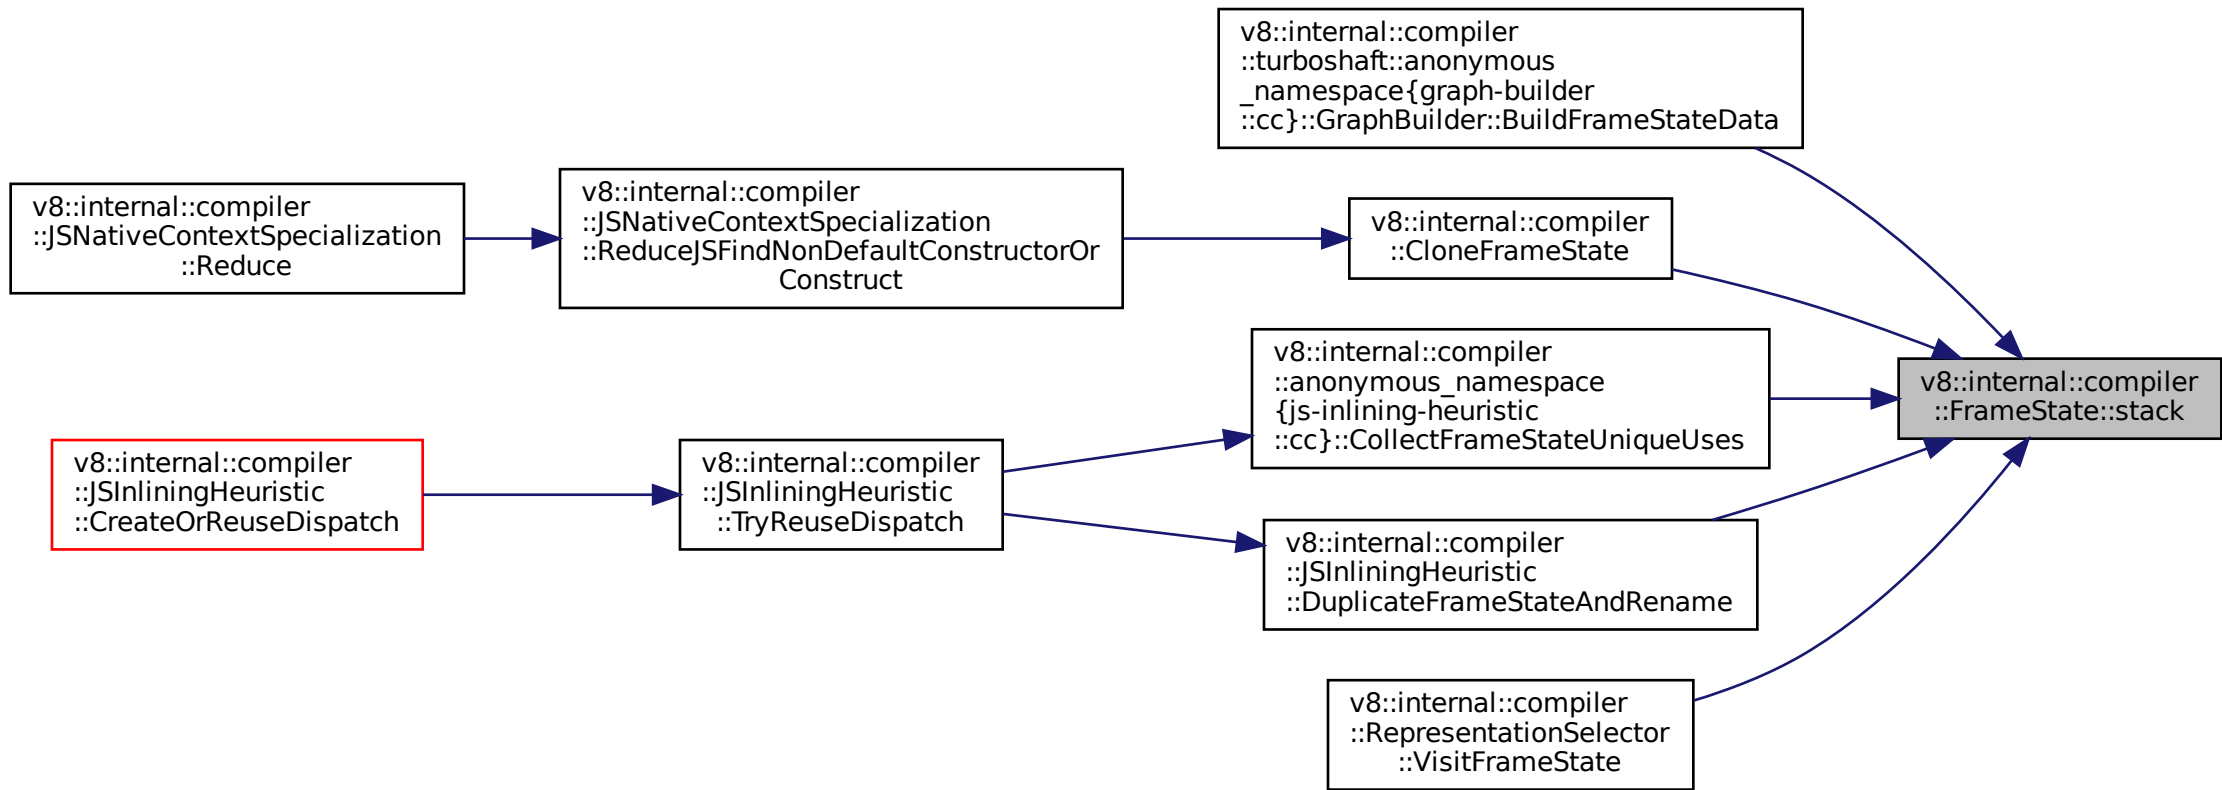 v8::internal::compiler
::turboshaft::anonymous
_namespace{graph-builder
::cc}::GraphBuilder::BuildFrameStateData
v8::internal::compiler
::JSNativeContextSpecialization
::Reduce
v8::internal::compiler
::JSNativeContextSpecialization
::ReduceJSFindNonDefaultConstructorOr
Construct
v8::internal::compiler
::CloneFrameState
v8::internal::compiler
::anonymous_namespace
{js-inlining-heuristic
::cc}::CollectFrameStateUniqueUses
v8::internal::compiler
::FrameState::stack
v8::internal::compiler
::JSInliningHeuristic
::CreateOrReuseDispatch
v8::internal::compiler
::JSInliningHeuristic
::TryReuseDispatch
v8::internal::compiler
::JSInliningHeuristic
::DuplicateFrameStateAndRename
v8::internal::compiler
::RepresentationSelector
::VisitFrameState